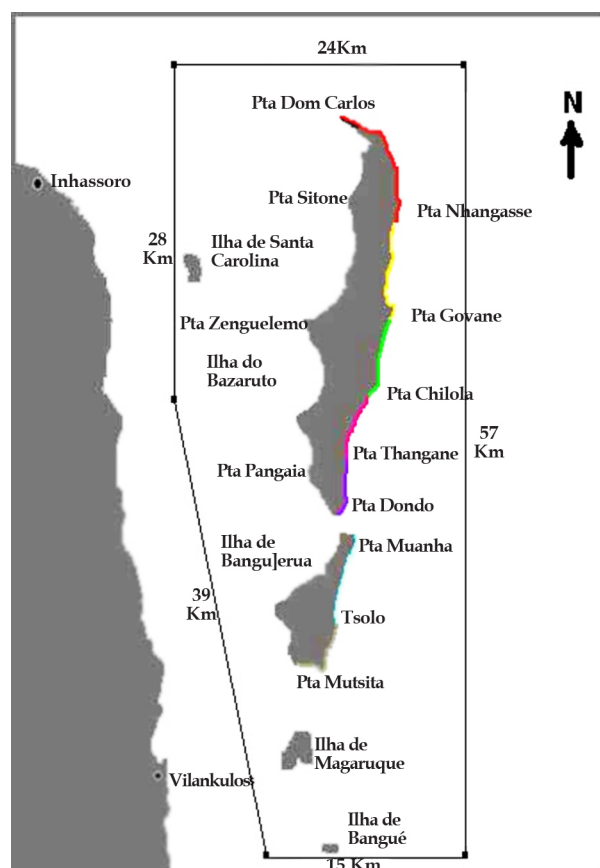 24Km
Pta Dom Carlos
N
Inhassoro
Pta Sitone
Pta Nhangasse
28
Km
Ilha de Santa
Carolina
Pta Zenguelemo
Pta Govane
Ilha do
Bazaruto
Pta Chilola
57
Km
Pta Thangane
Pta Pangaia
Pta Dondo
Ilha de
Bangu]erua
Pta Muanha
39
Km
Tsolo
Pta Mutsita
Ilha de
Magaruque
Vilankulos
Ilha de
Bangué
15 Km